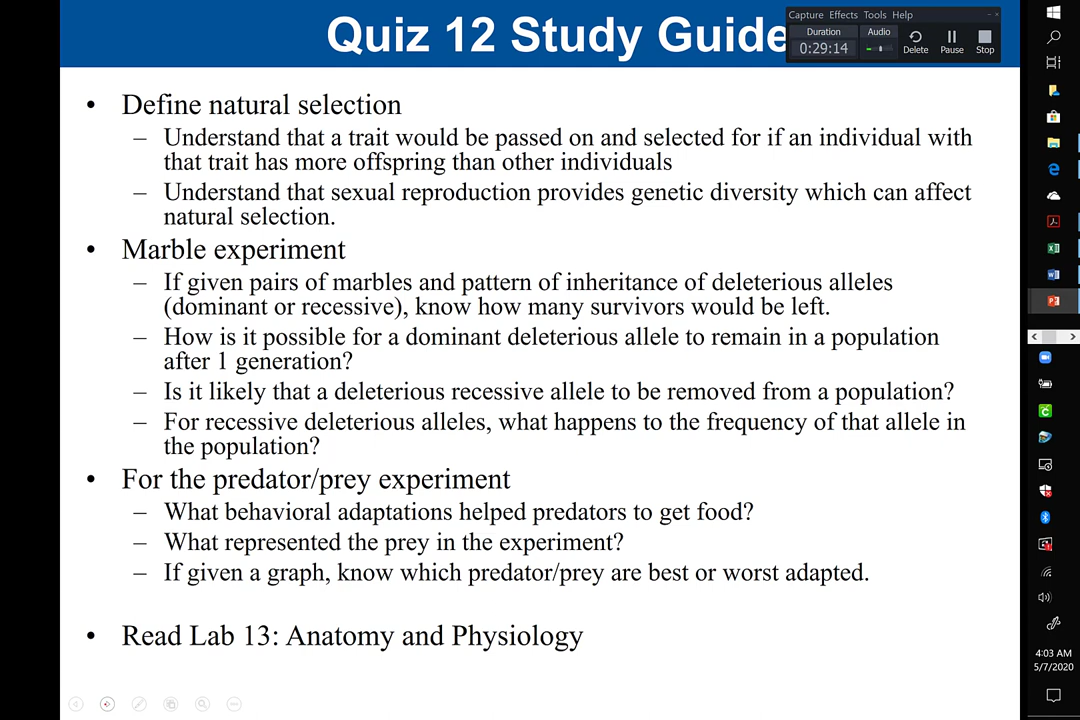 Quiz 12 Study Guide
Capture Effects Tools Help
Duration
Audio
0:29:14
Delete
Pause
Stop
• Define natural selection
– Understand that a trait would be passed on and selected for if an individual with
that trait has more offspring than other individuals
– Understand that sexual reproduction provides genetic diversity which can affect
natural selection.
• Marble experiment
– If given pairs of marbles and pattern of inheritance of deleterious alleles
(dominant or recessive), know how many survivors would be left.
– How is it possible for a dominant deleterious allele to remain in a population
after 1 generation?
– Is it likely that a deleterious recessive allele to be removed from a population?
– For recessive deleterious alleles, what happens to the frequency of that allele in
the population?
• For the predator/prey experiment
– What behavioral adaptations helped predators to get food?
– What represented the prey in the experiment?
– If given a graph, know which predator/prey are best or worst adapted.
• Read Lab 13: Anatomy and Physiology
4:03 AM
5/7/2020